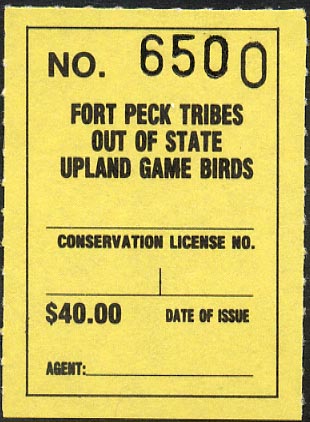 NO. 6500
FORT PECK TRIBES
OUT OF STATE
UPLAND GAME BIRDS
CONSERVATION LICENSE NO.
$40.00 DATE OF ISSUE
AGENT: